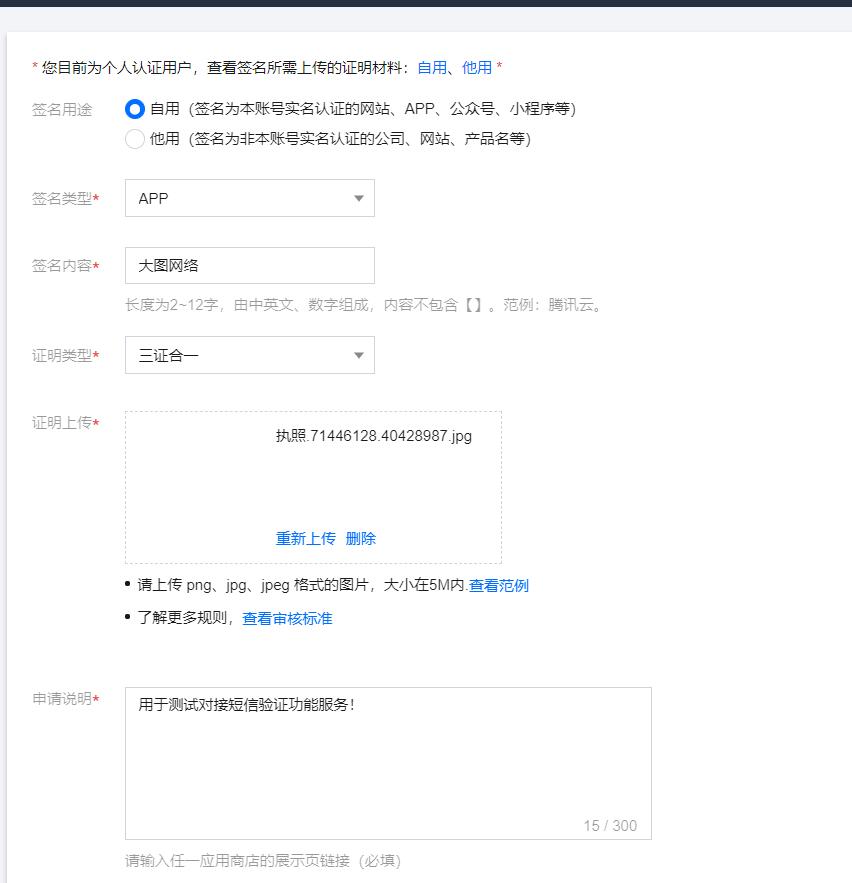 * 您目前为个人认证用户，查看签名所需上传的证明材料：自用、他用 *
签名用途 自用（签名为本账号实名认证的网站、APP、公众号、小程序等）
他用（签名为非本账号实名认证的公司、网站、产品名等）
签名类型* APP
签名内容* 大图网络
长度为2~12字，由中英文、数字组成，内容不包含【】。范例：腾讯云。
证明类型* 三证合一
证明上传* 执照.71446128.40428987.jpg
重新上传 删除
• 请上传 png、jpg、jpeg 格式的图片，大小在5M内.查看范例
• 了解更多规则，查看审核标准
申请说明* 用于测试对接短信验证功能服务！
15 / 300
请输入任一应用商店的展示页链接（必填）